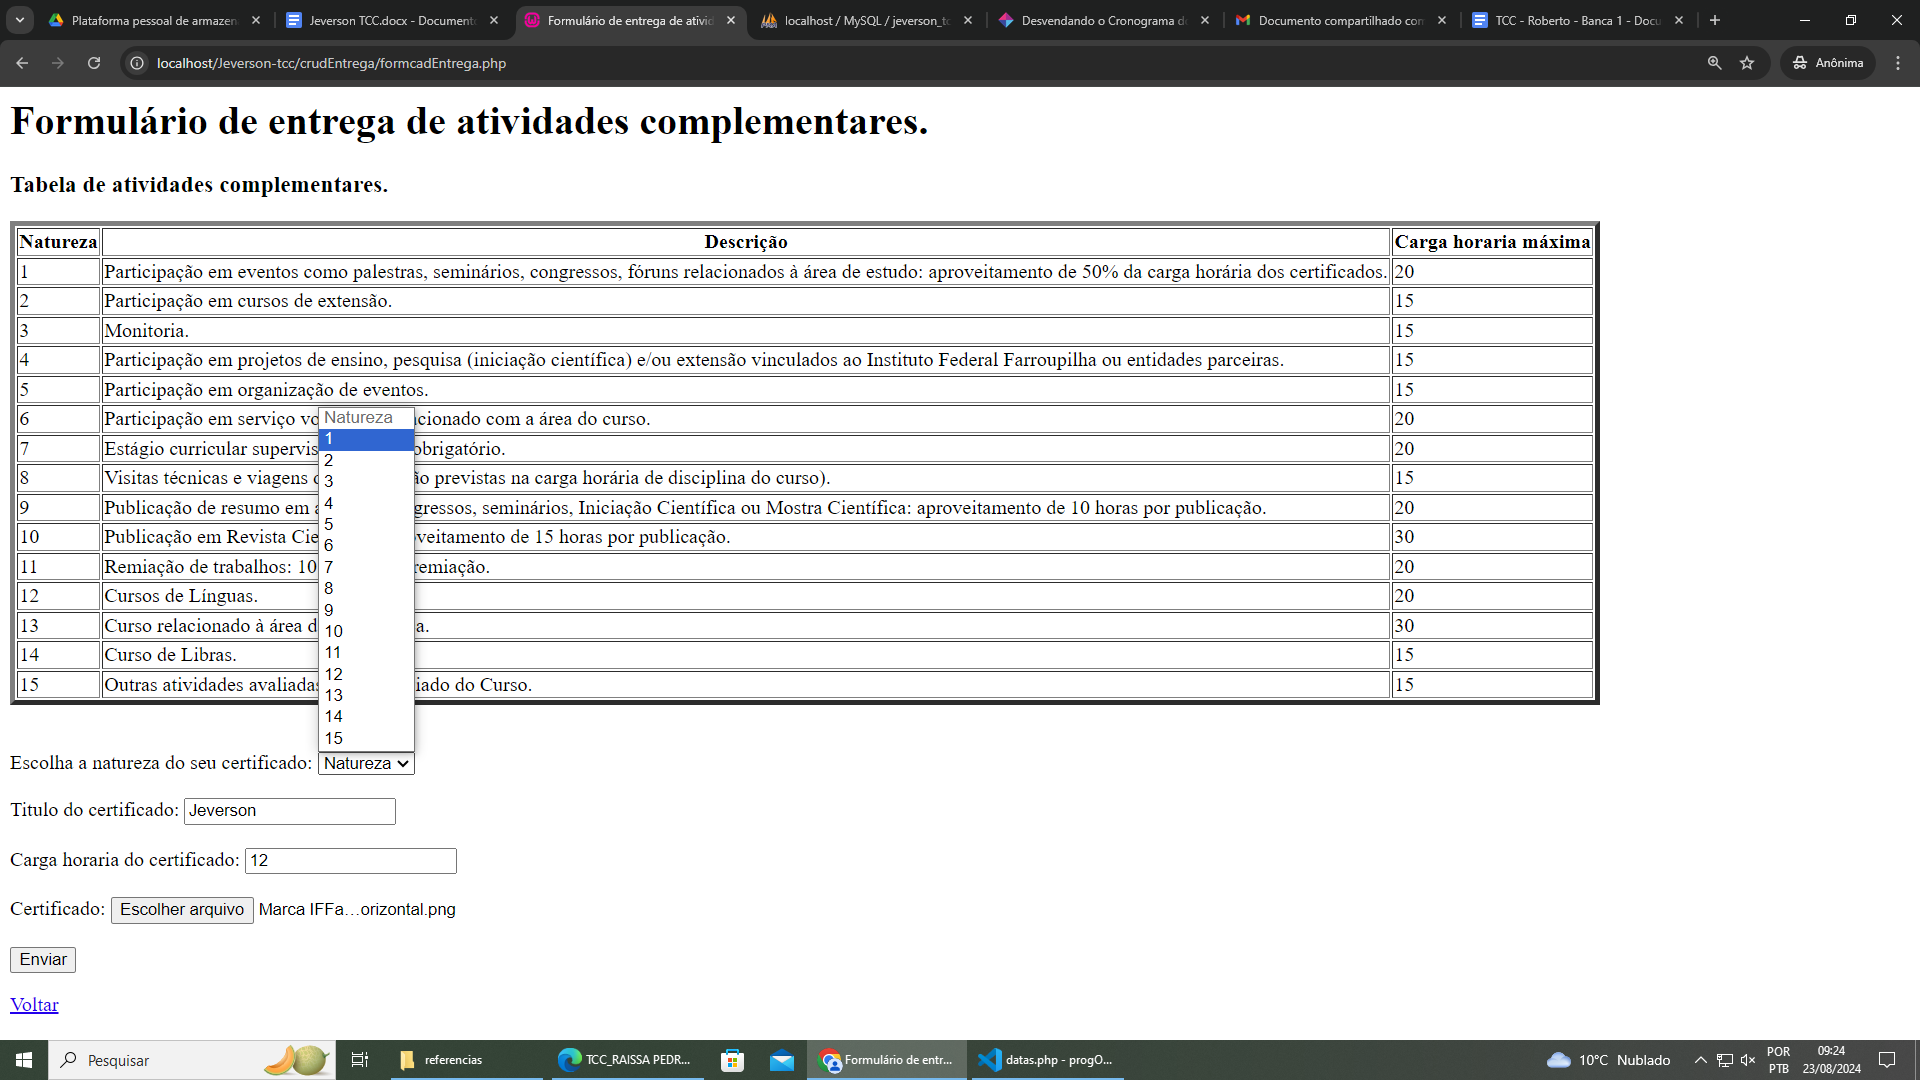 Plataforma pessoal de armazen
Jeverson TCC.docx - Document
Formulário de entrega de ativid
localhost / MySQL / jeverson_tc
Desvendando o Cronograma d
Documento compartilhado com
TCC - Roberto - Banca 1 - Docu
localhost/Jeverson-tcc/crudEntrega/formcadEntrega.php
Anônima
Formulário de entrega de atividades complementares.
Tabela de atividades complementares.
Natureza Descrição Carga horaria máxima
1 Participação em eventos como palestras, seminários, congressos, fóruns relacionados à área de estudo: aproveitamento de 50% da carga horária dos certificados. 20
2 Participação em cursos de extensão. 15
3 Monitoria. 15
4 Participação em projetos de ensino, pesquisa (iniciação científica) e/ou extensão vinculados ao Instituto Federal Farroupilha ou entidades parceiras. 15
5 Participação em organização de eventos. 15
6 Participação em serviço vo acionado com a área do curso. 20
7 Estágio curricular supervis obrigatório. 20
8 Visitas técnicas e viagens ão previstas na carga horária de disciplina do curso). 15
9 Publicação de resumo em gressos, seminários, Iniciação Científica ou Mostra Científica: aproveitamento de 10 horas por publicação. 20
10 Publicação em Revista Cie veitamento de 15 horas por publicação. 30
11 Remiação de trabalhos: 10 remiação. 20
12 Cursos de Línguas. 20
13 Curso relacionado à área d a. 30
14 Curso de Libras. 15
15 Outras atividades avaliadas iado do Curso. 15
Natureza
1
2
3
4
5
6
7
8
9
10
11
12
13
14
15
Escolha a natureza do seu certificado: Natureza
Titulo do certificado: Jeverson
Carga horaria do certificado: 12
Certificado: Escolher arquivo Marca IFFa…orizontal.png
Enviar
Voltar
Pesquisar
referencias
TCC_RAISSA PEDR...
Formulário de entr...
datas.php - progO...
10°C Nublado
POR
PTB
09:24
23/08/2024